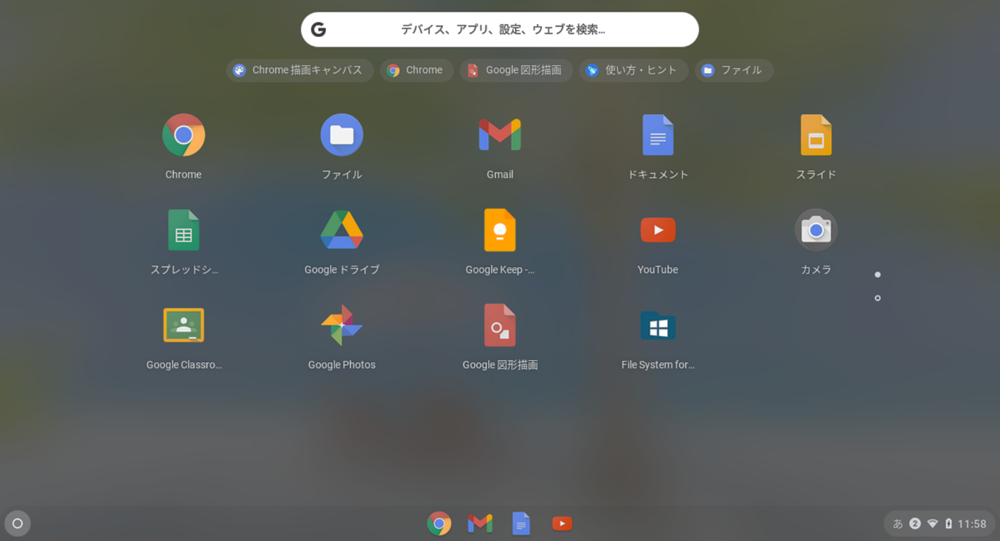 デバイス、アプリ、設定、ウェブを検索...
Chrome 描画キャンバス Chrome Google 図形描画 使い方・ヒント ファイル
Chrome ファイル Gmail ドキュメント スライド
スプレッドシ... Google ドライブ Google Keep -... YouTube カメラ
Google Classro... Google Photos Google 図形描画 File System for...
あ 2 11:58